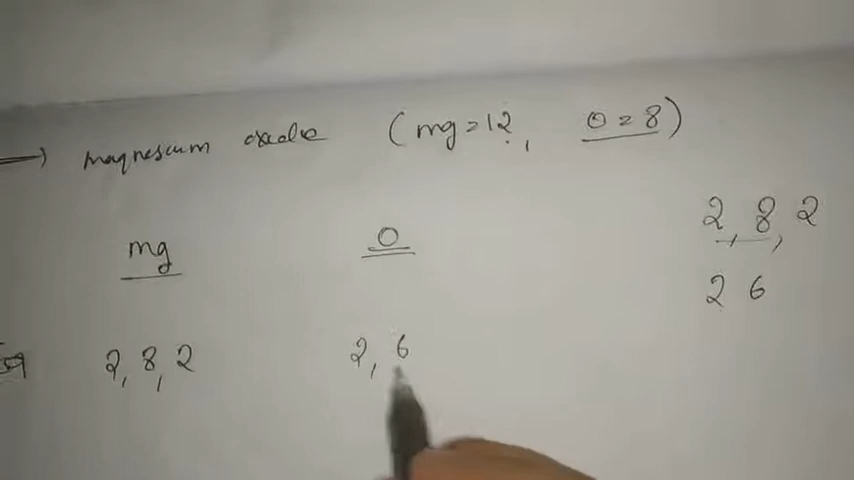 → magnesium oxide (mg=12, O=8)
mg O
2, 8, 2
2 6
2, 8, 2 2, 6